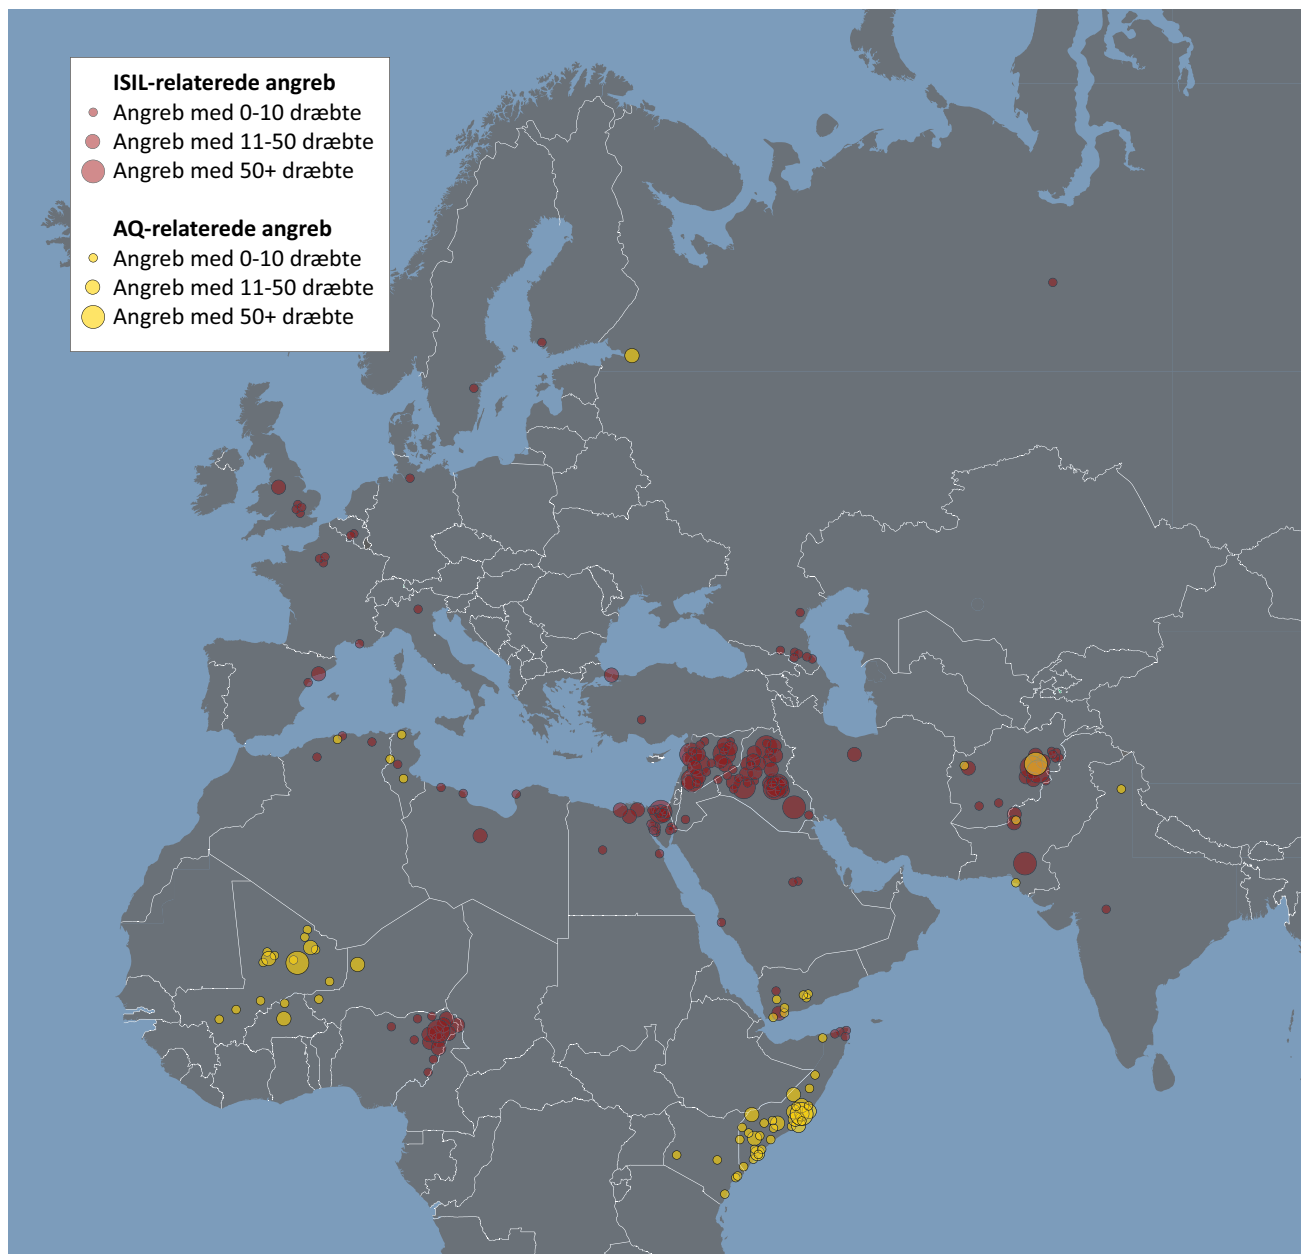 ISIL-relaterede angreb
Angreb med 0-10 dræbte
Angreb med 11-50 dræbte
Angreb med 50+ dræbte
AQ-relaterede angreb
Angreb med 0-10 dræbte
Angreb med 11-50 dræbte
Angreb med 50+ dræbte